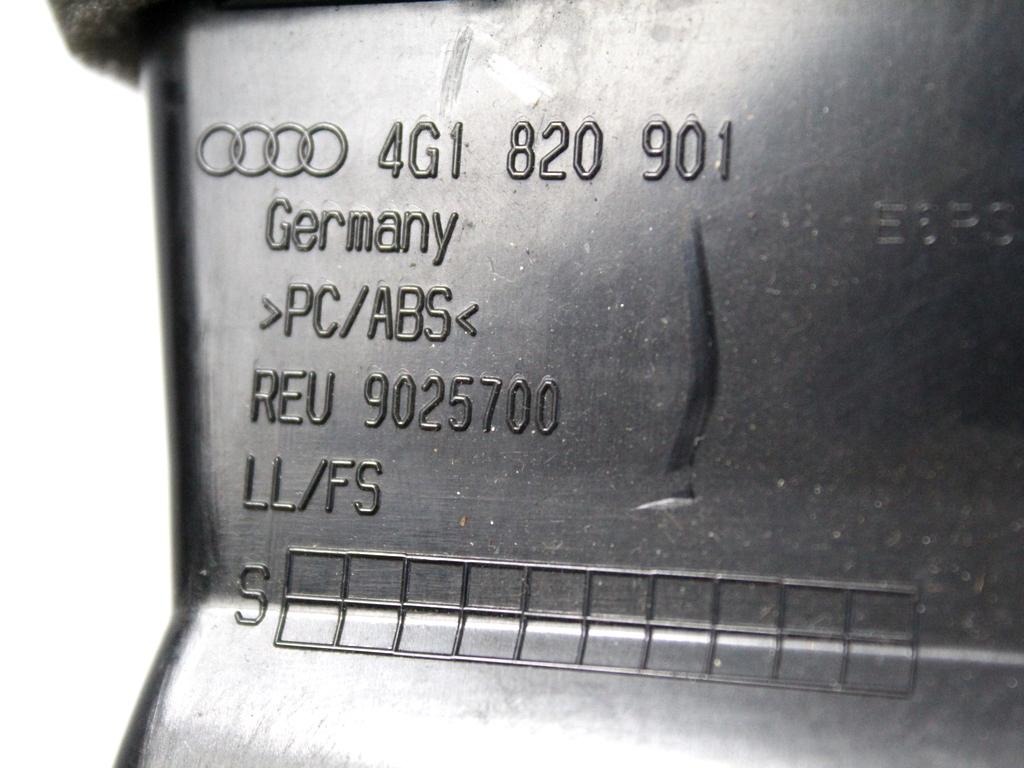 4G1 820 901
Germany
>PC/ABS<
REU 9025700
LL/FS
S